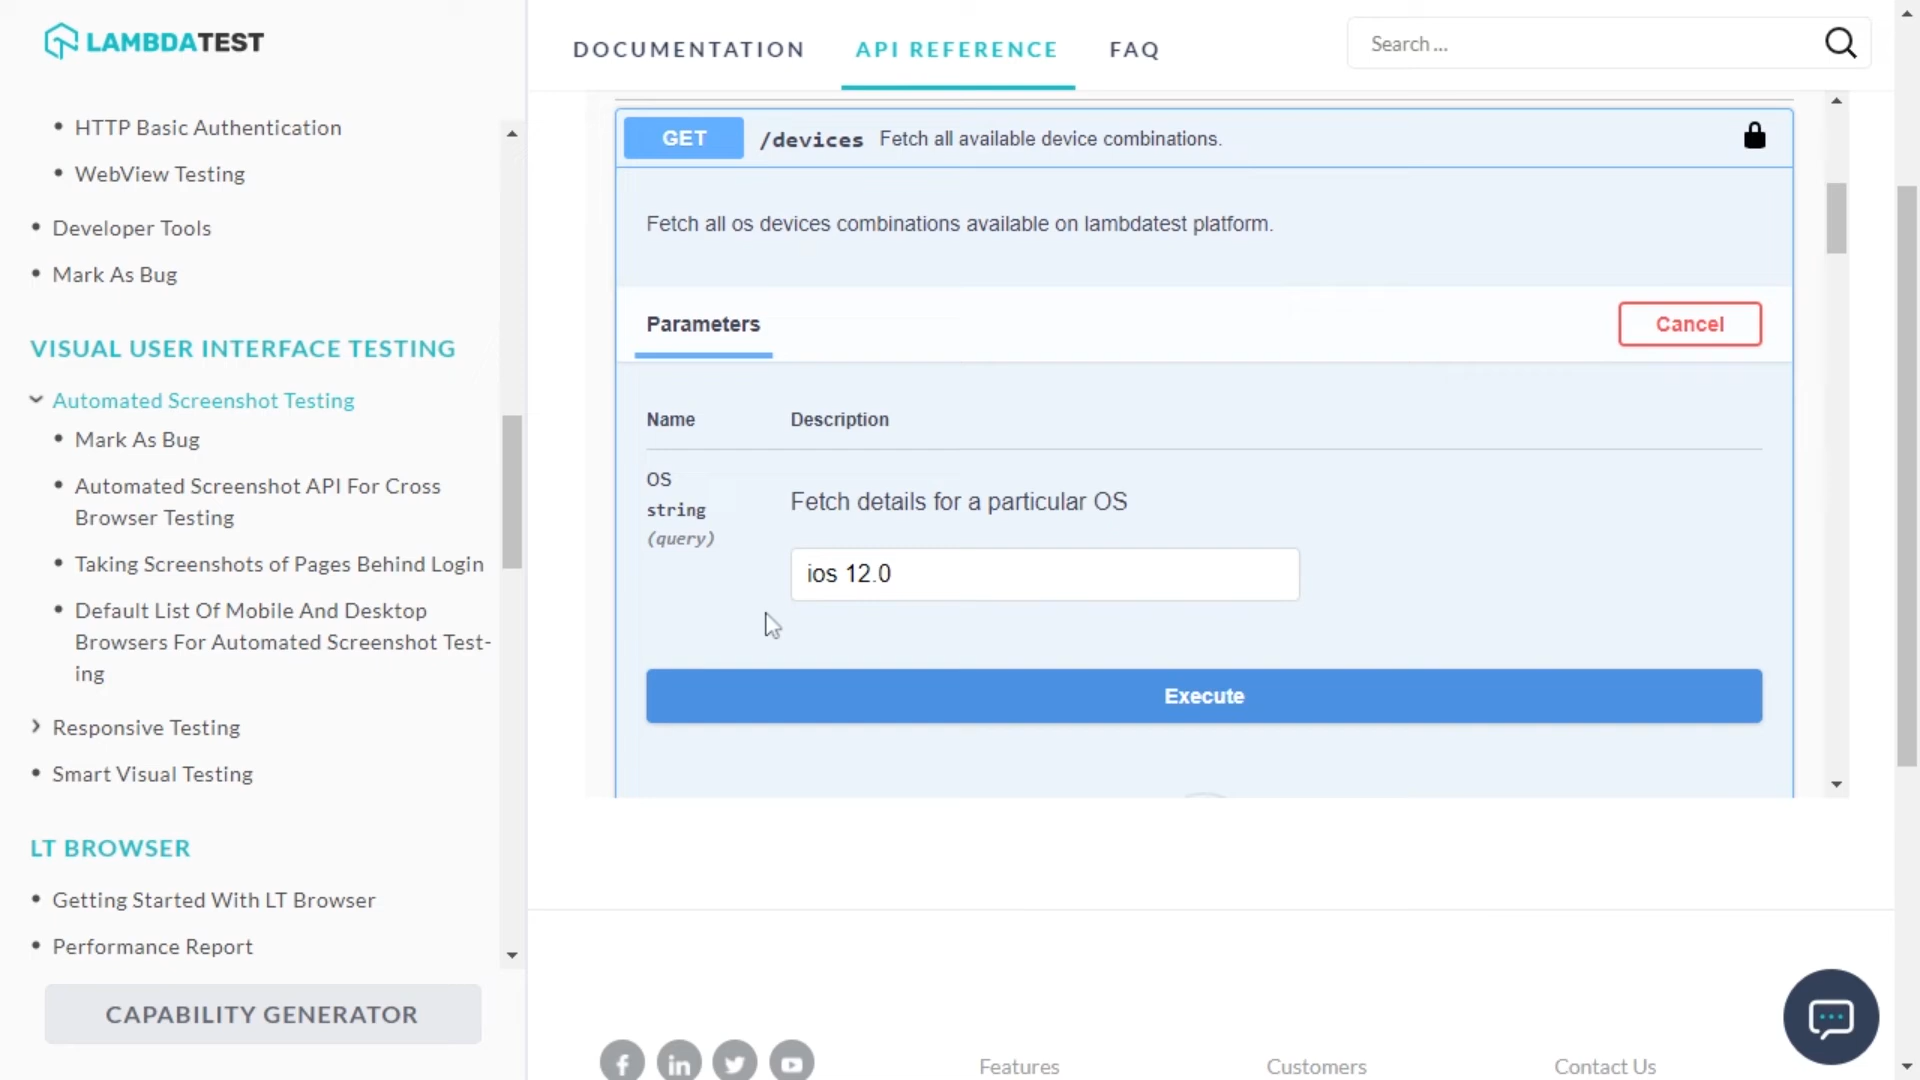 LAMBDATEST
HTTP Basic Authentication
WebView Testing
Developer Tools
Mark As Bug
VISUAL USER INTERFACE TESTING
Automated Screenshot Testing
Mark As Bug
Automated Screenshot API For Cross
Browser Testing
Taking Screenshots of Pages Behind Login
Default List Of Mobile And Desktop
Browsers For Automated Screenshot Test-
ing
Responsive Testing
Smart Visual Testing
LT BROWSER
Getting Started With LT Browser
Performance Report
CAPABILITY GENERATOR
DOCUMENTATION
API REFERENCE
FAQ
Search ...
GET /devices Fetch all available device combinations.
Fetch all os devices combinations available on lambdatest platform.
Parameters
Cancel
Name
Description
OS
string
(query)
Fetch details for a particular OS
ios 12.0
Execute
Features
Customers
Contact Us